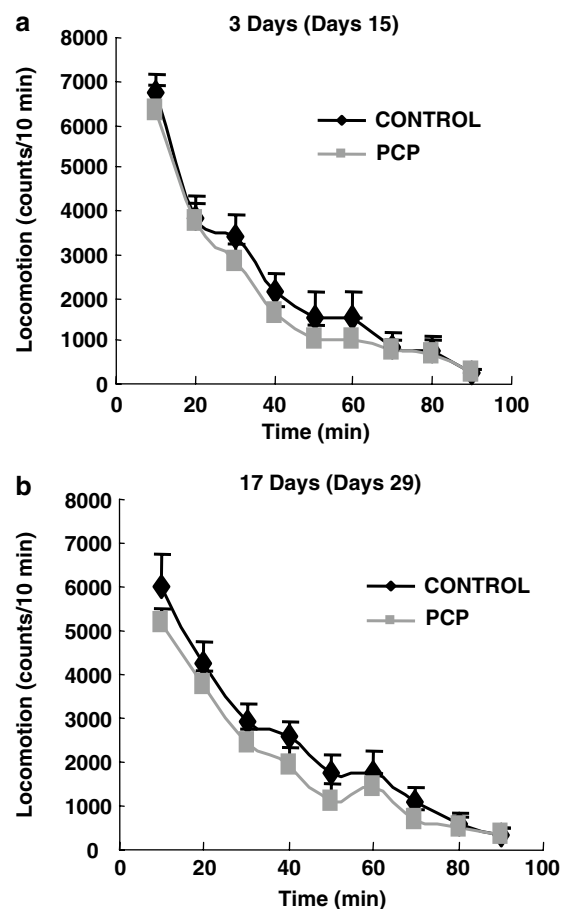 a
3 Days (Days 15)
Locomotion (counts/10 min)
8000
7000
6000
5000
4000
3000
2000
1000
0
CONTROL
PCP
0 20 40 60 80 100
Time (min)
b
17 Days (Days 29)
Locomotion (counts/10 min)
8000
7000
6000
5000
4000
3000
2000
1000
0
CONTROL
PCP
0 20 40 60 80 100
Time (min)